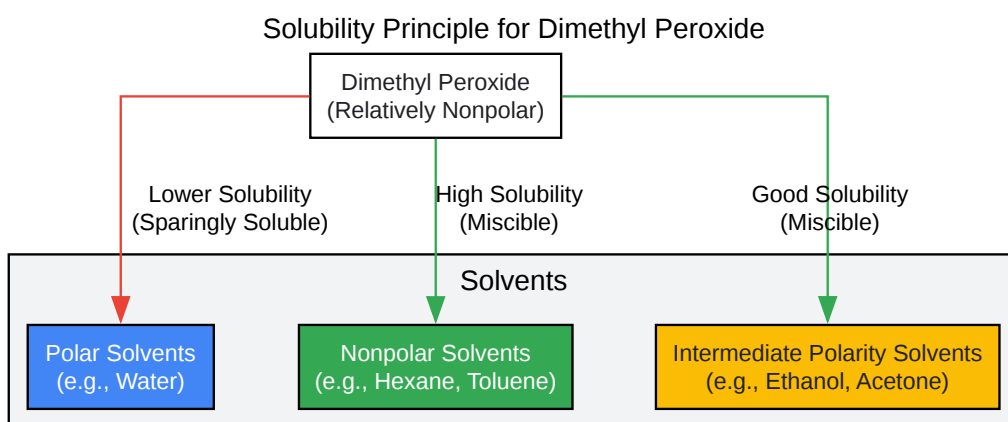 Solubility Principle for Dimethyl Peroxide
Dimethyl Peroxide
(Relatively Nonpolar)
Lower Solubility
(Sparingly Soluble)
High Solubility
(Miscible)
Good Solubility
(Miscible)
Solvents
Polar Solvents
(e.g., Water)
Nonpolar Solvents
(e.g., Hexane, Toluene)
Intermediate Polarity Solvents
(e.g., Ethanol, Acetone)